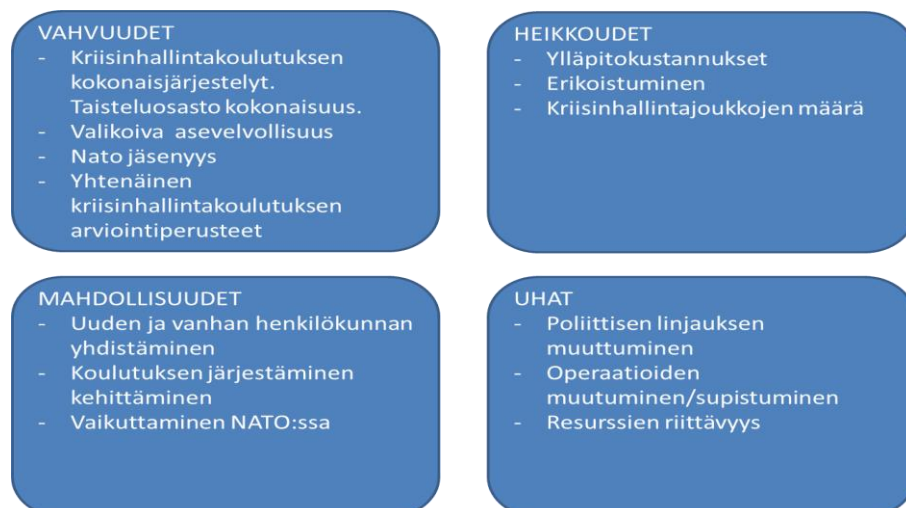 VAHVUUDET
- Kriisinhallintakoulutuksen
kokonaisjärjestelyt.
Taisteluosasto kokonaisuus.
- Valikoiva asevelvollisuus
- Nato jäsenyys
- Yhtenäinen
kriisinhallintakoulutuksen
arviointiperusteet
HEIKKOUDET
- Ylläpitokustannukset
- Erikoistuminen
- Kriisinhallintajoukkojen määrä
MAHDOLLISUUDET
- Uuden ja vanhan henkilökunnan
yhdistäminen
- Koulutuksen järjestäminen
kehittäminen
- Vaikuttaminen NATO:ssa
UHAT
- Poliittisen linjauksen
muuttuminen
- Operaatioiden
muutuminen/supistuminen
- Resurssien riittävyys